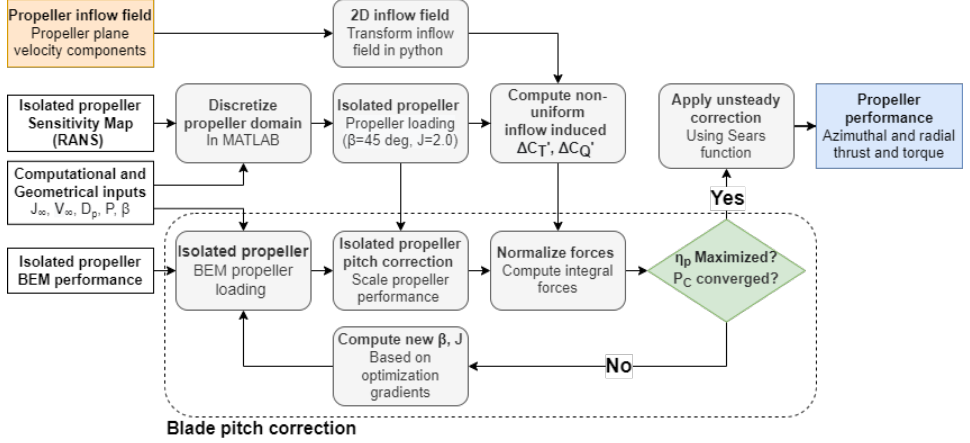 Propeller inflow field
Propeller plane
velocity components
2D inflow field
Transform inflow
field in python
Isolated propeller
Sensitivity Map
(RANS)
Discretize
propeller domain
In MATLAB
Isolated propeller
Propeller loading
(β=45 deg, J=2.0)
Compute non-
uniform
inflow induced
ΔC_T', ΔC_Q'
Apply unsteady
correction
Using Sears
function
Propeller
performance
Azimuthal and radial
thrust and torque
Computational and
Geometrical inputs
J∞, V∞, Dₚ, P, β
Yes
Isolated propeller
BEM performance
Isolated propeller
BEM propeller
loading
Isolated propeller
pitch correction
Scale propeller
performance
Normalize forces
Compute integral
forces
ηₚ Maximized?
P_C converged?
Compute new β, J
Based on
optimization
gradients
No
Blade pitch correction